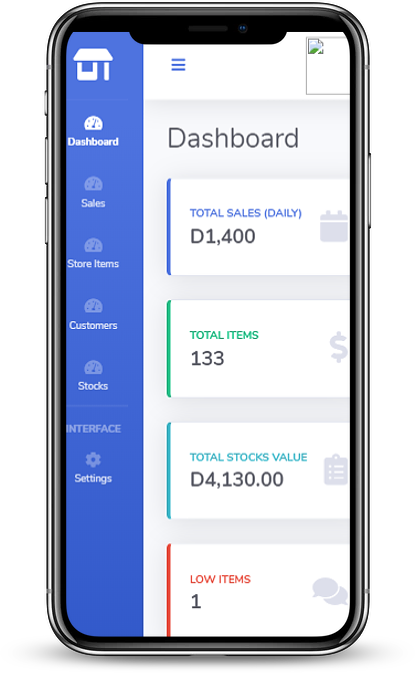 Dashboard
Sales
Store Items
Customers
Stocks
INTERFACE
Settings
Dashboard
TOTAL SALES (DAILY)
D1,400
TOTAL ITEMS
133
TOTAL STOCKS VALUE
D4,130.00
LOW ITEMS
1